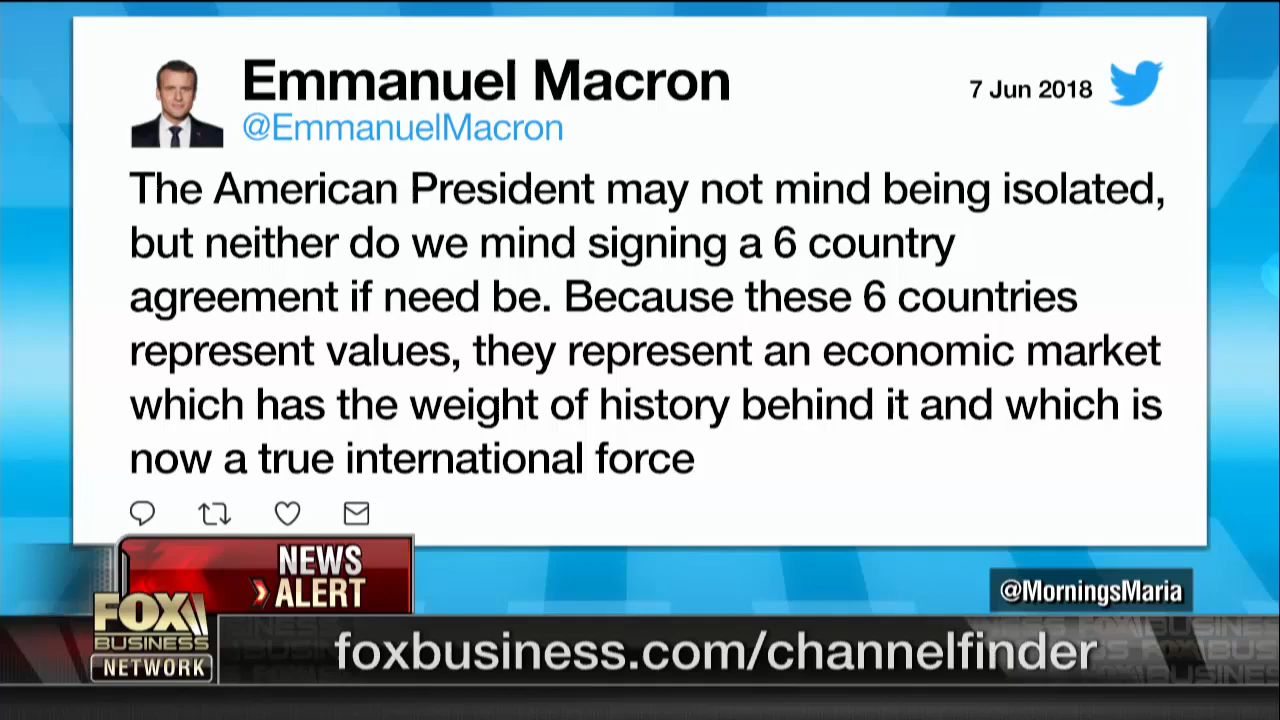 Emmanuel Macron
@EmmanuelMacron
7 Jun 2018
The American President may not mind being isolated,
but neither do we mind signing a 6 country
agreement if need be. Because these 6 countries
represent values, they represent an economic market
which has the weight of history behind it and which is
now a true international force
NEWS
ALERT
@MorningsMaria
FOX
BUSINESS
NETWORK
foxbusiness.com/channelfinder